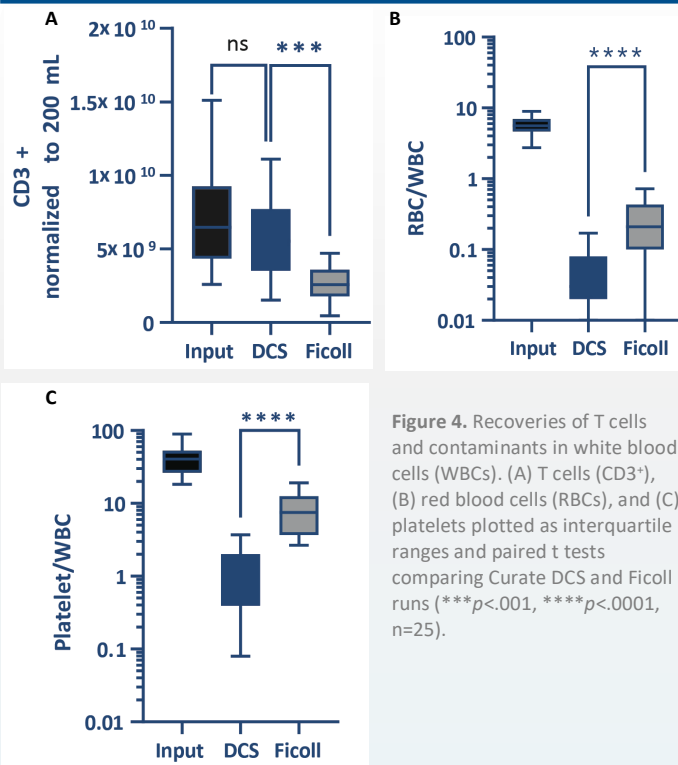 A
2x 10 10
1.5x 10 10
1x 10 10
5x 10 9
0
CD3 +
normalized to 200 mL
ns
***
Input DCS Ficoll
B
100
10
1
0.1
0.01
RBC/WBC
****
Input DCS Ficoll
C
100
10
1
0.1
0.01
Platelet/WBC
****
Input DCS Ficoll
Figure 4. Recoveries of T cells
and contaminants in white blood
cells (WBCs). (A) T cells (CD3⁺),
(B) red blood cells (RBCs), and (C)
platelets plotted as interquartile
ranges and paired t tests
comparing Curate DCS and Ficoll
runs (***p<.001, ****p<.0001,
n=25).